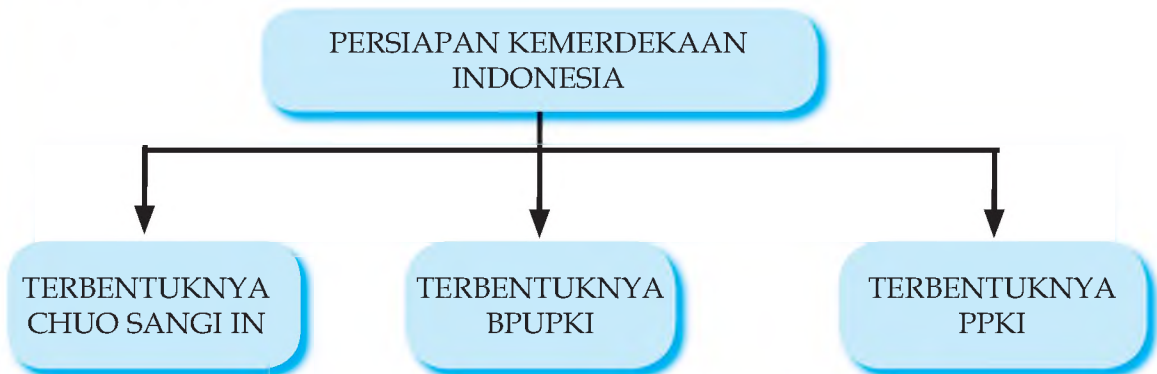 PERSIAPAN KEMERDEKAAN
INDONESIA
TERBENTUKNYA
CHUO SANGI IN
TERBENTUKNYA
BPUPKI
TERBENTUKNYA
PPKI